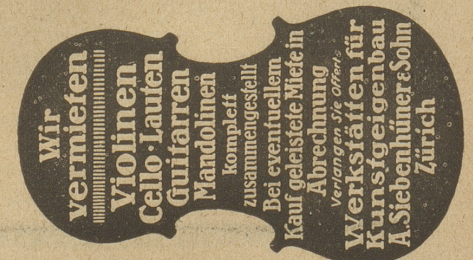 Wir
vermieten
Violinen
Cello·Lauten
Guitarren
Mandolinen
komplett
zusammengestellt
Bei eventuellem
Kauf geleistete Miete in
Abrechnung
Verlangen Sie Offerte
Werkstätten für
Kunstgeigenbau
A. Siebenhüner & Sohn
Zürich